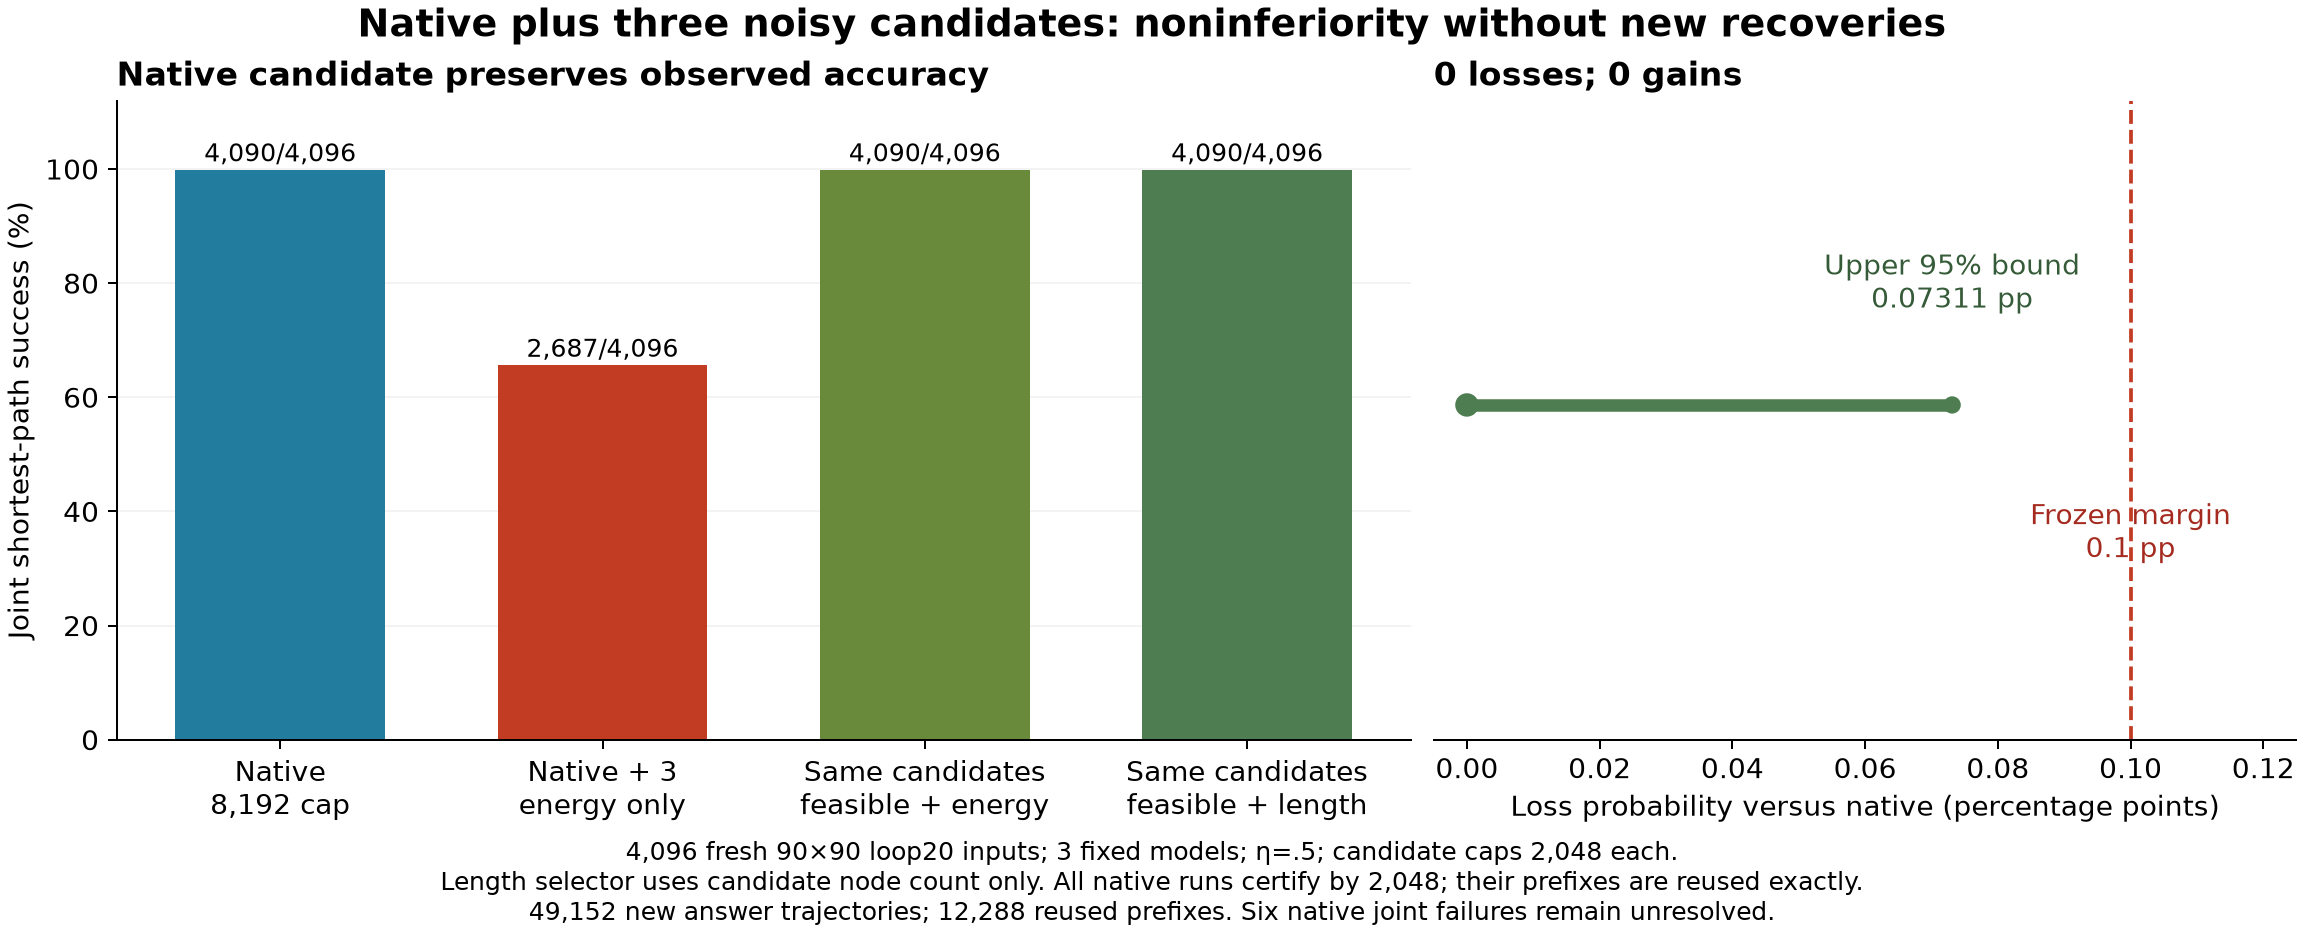 Native plus three noisy candidates: noninferiority without new recoveries
Native candidate preserves observed accuracy
Joint shortest-path success (%)
100
80
60
40
20
0
4,090/4,096
2,687/4,096
4,090/4,096
4,090/4,096
Native
8,192 cap
Native + 3
energy only
Same candidates
feasible + energy
Same candidates
feasible + length
0 losses; 0 gains
Upper 95% bound
0.07311 pp
Frozen margin
0.1 pp
0.00
0.02
0.04
0.06
0.08
0.10
0.12
Loss probability versus native (percentage points)
4,096 fresh 90×90 loop20 inputs; 3 fixed models; η=.5; candidate caps 2,048 each.
Length selector uses candidate node count only. All native runs certify by 2,048; their prefixes are reused exactly.
49,152 new answer trajectories; 12,288 reused prefixes. Six native joint failures remain unresolved.